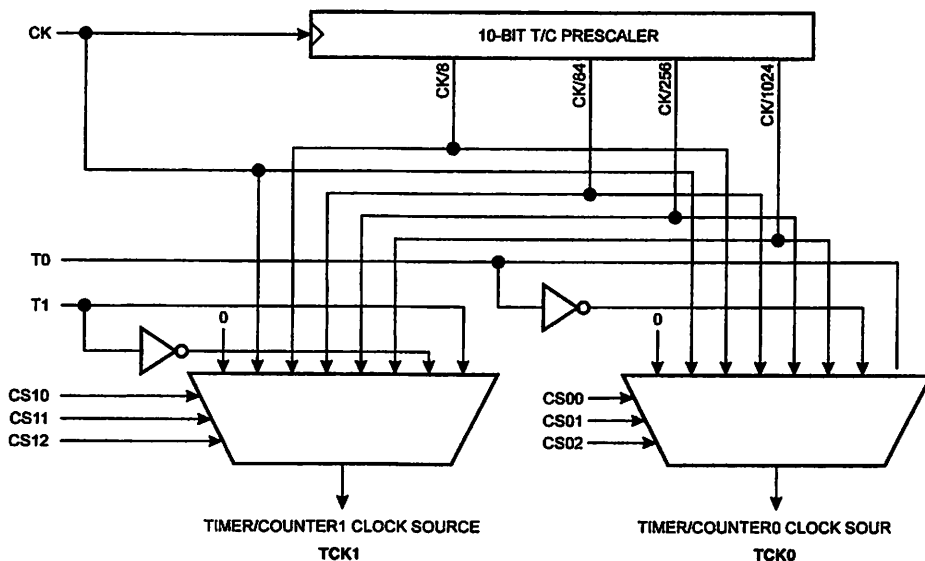 CK
10-BIT T/C PRESCALER
CK/8
CK/84
CK/256
CK/1024
T0
T1
0
0
CS10
CS11
CS12
CS00
CS01
CS02
TIMER/COUNTER1 CLOCK SOURCE
TCK1
TIMER/COUNTER0 CLOCK SOUR
TCK0